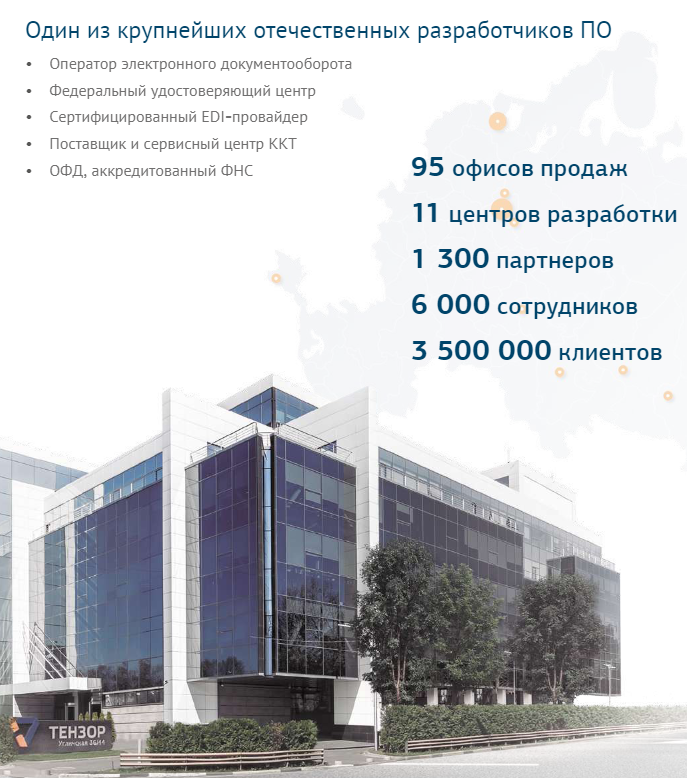 Один из крупнейших отечественных разработчиков ПО
• Оператор электронного документооборота
• Федеральный удостоверяющий центр
• Сертифицированный EDI-провайдер
• Поставщик и сервисный центр ККТ
• ОФД, аккредитованный ФНС
95 офисов продаж
11 центров разработки
1 300 партнеров
6 000 сотрудников
3 500 000 клиентов
ТЕНЗОР
Угличская 36